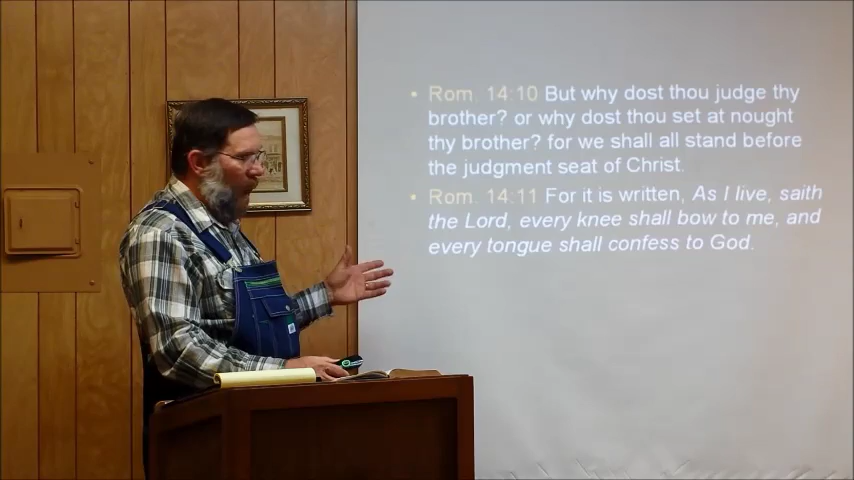 • Rom. 14:10 But why dost thou judge thy
brother? or why dost thou set at nought
thy brother? for we shall all stand before
the judgment seat of Christ.
• Rom. 14:11 For it is written, As I live, saith
the Lord, every knee shall bow to me, and
every tongue shall confess to God.